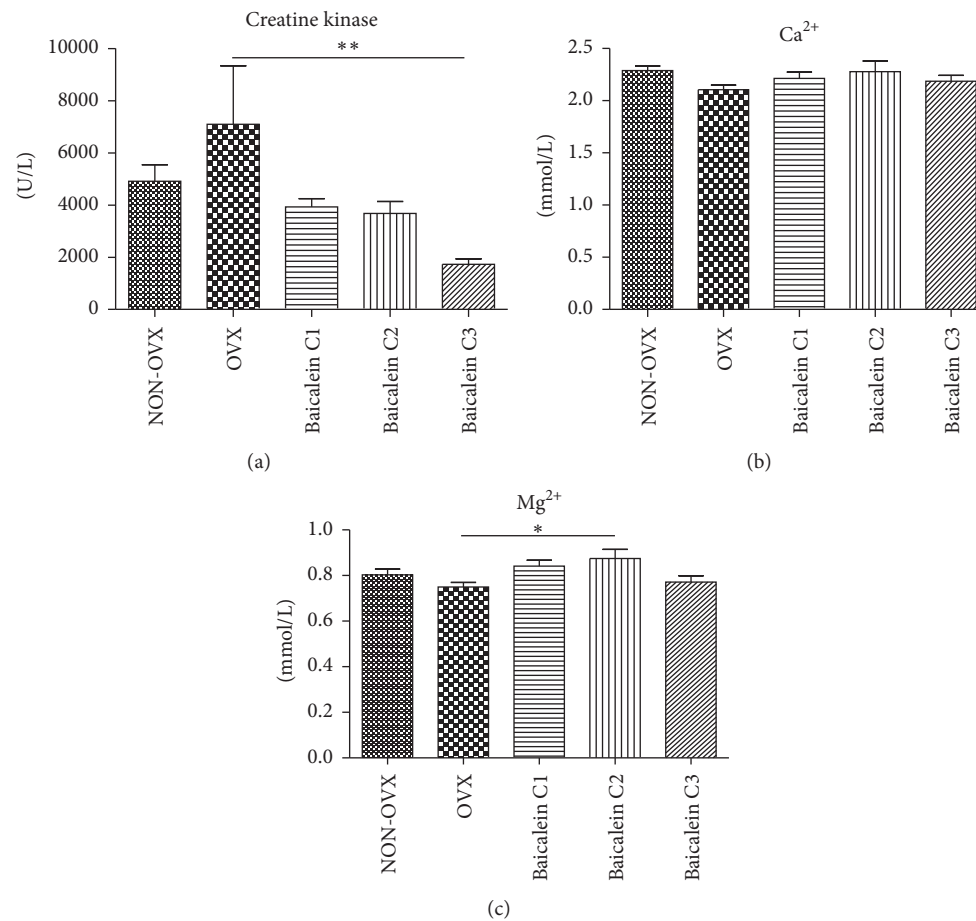 Creatine kinase
**
10000
8000
6000
4000
2000
0
(U/L)
NON-OVX
OVX
Baicalein C1
Baicalein C2
Baicalein C3
(a)
Ca²⁺
2.5
2.0
1.5
1.0
0.5
0.0
(mmol/L)
NON-OVX
OVX
Baicalein C1
Baicalein C2
Baicalein C3
(b)
Mg²⁺
*
1.0
0.8
0.6
0.4
0.2
0.0
(mmol/L)
NON-OVX
OVX
Baicalein C1
Baicalein C2
Baicalein C3
(c)